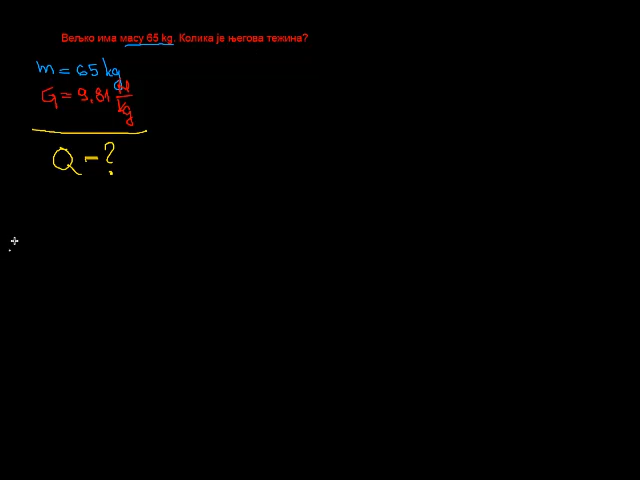 Вељко има масу 65 kg. Колика је његова тежина?
m = 65 kg
G = 9.81 N/kg
Q - ?